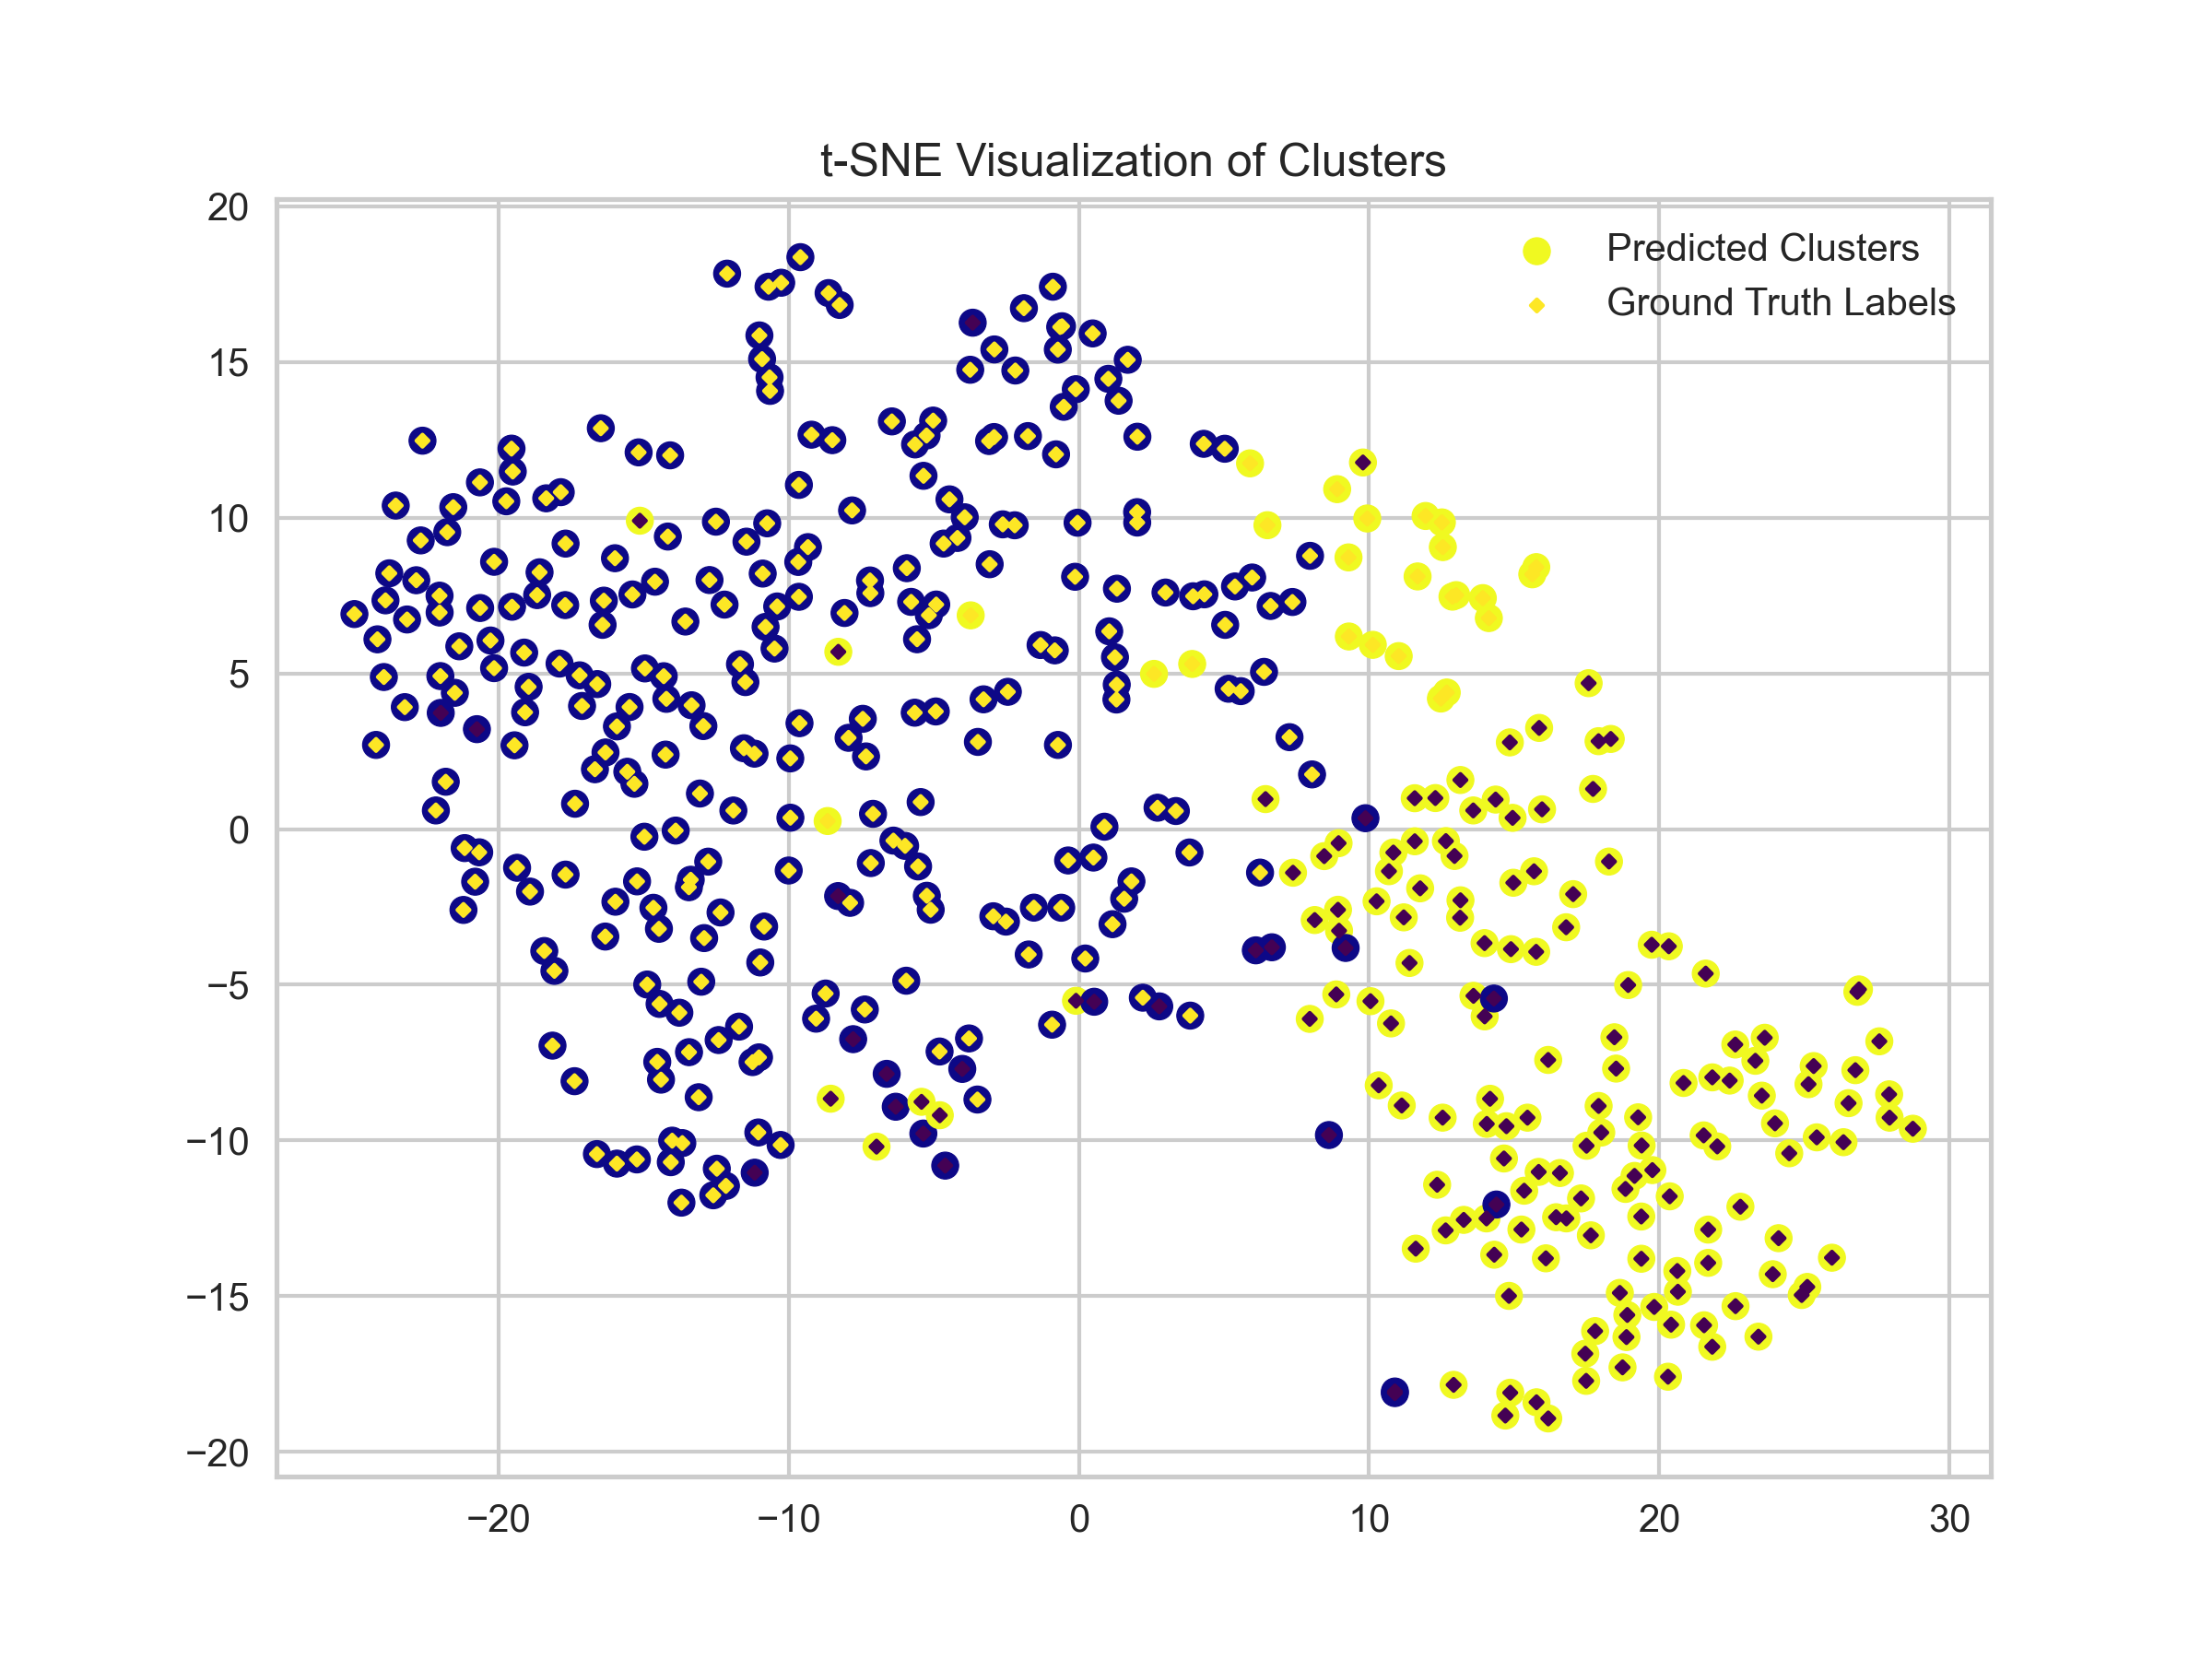 t-SNE Visualization of Clusters
Predicted Clusters
Ground Truth Labels
20
15
10
5
0
−5
−10
−15
−20
−20 −10 0 10 20 30